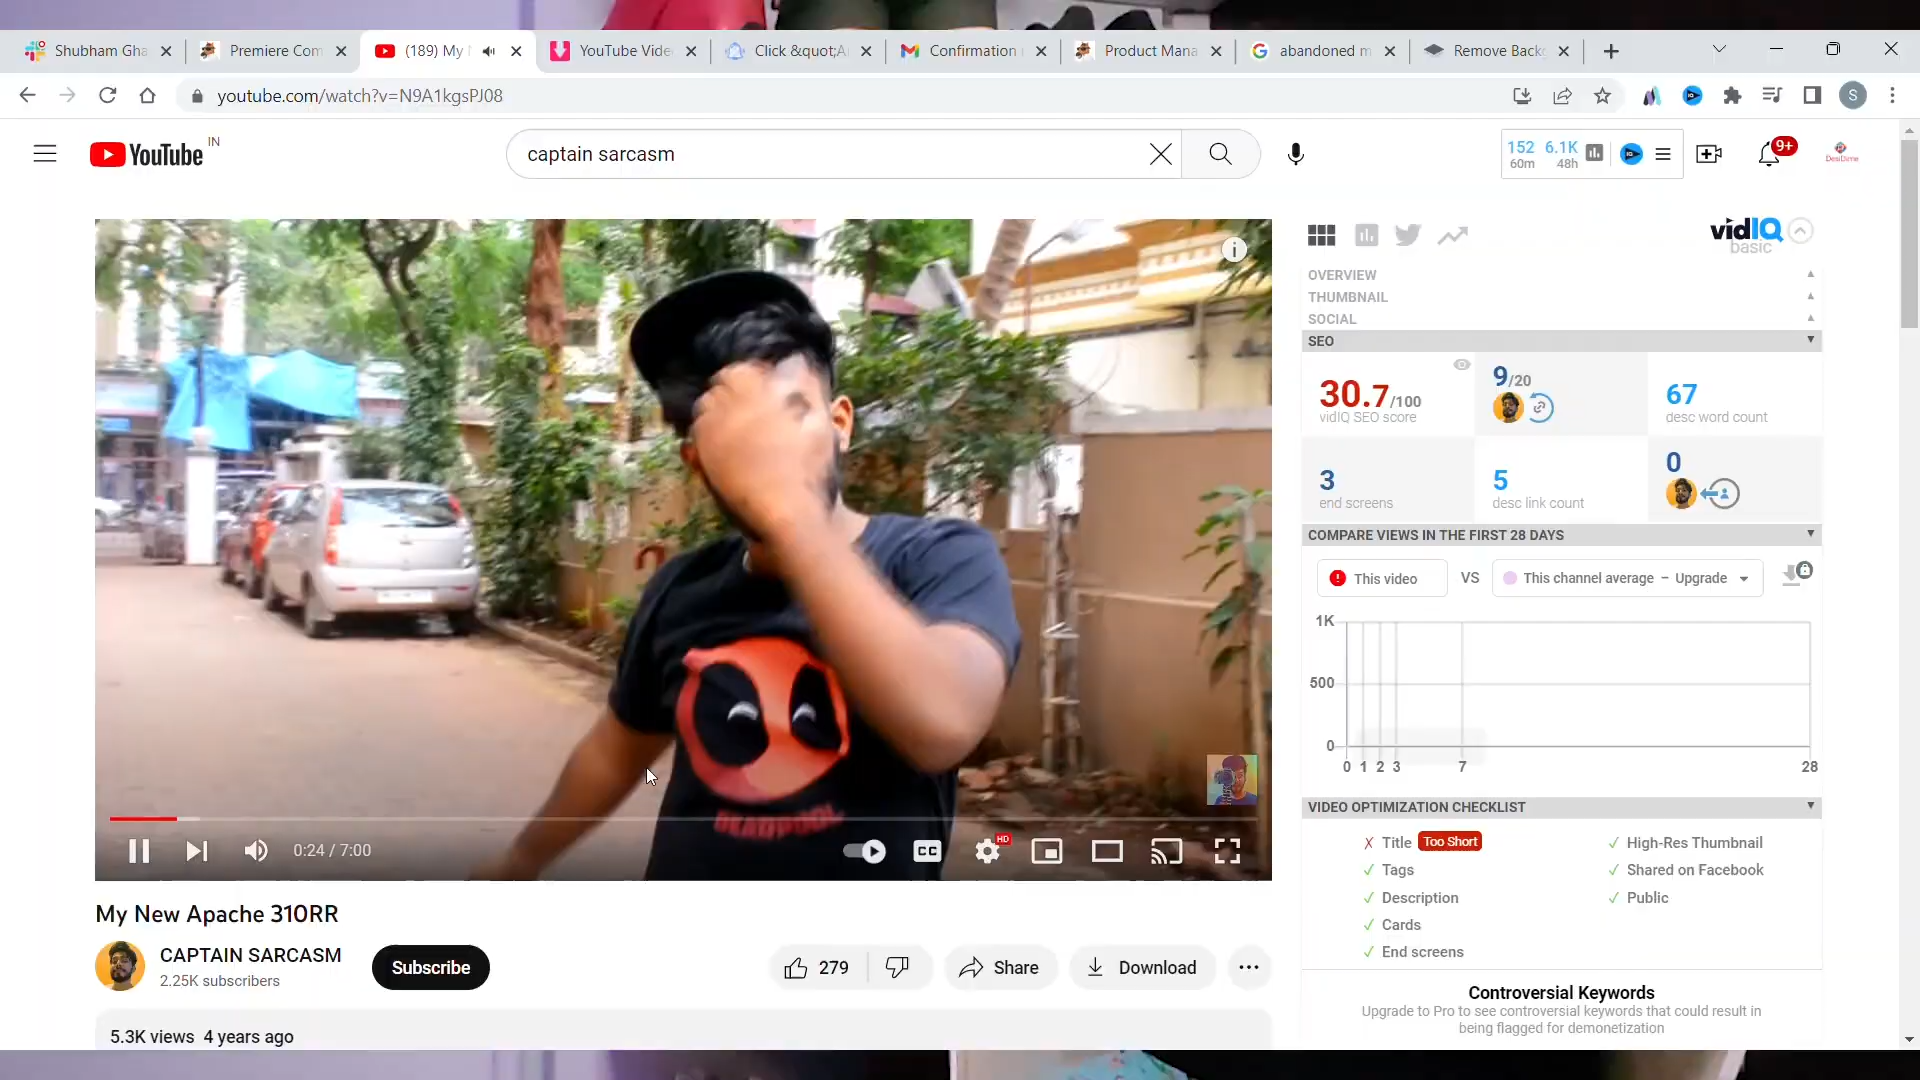 Shubham Gha
Premiere Com
(189) My
YouTube Vide
Click &quot;A
Confirmation
Product Mana
abandoned m
Remove Backg
youtube.com/watch?v=N9A1kgsPJ08
S
YouTube IN
captain sarcasm
152 6.1K
60m 48h
9+
DesiDime
vidIQ
basic
OVERVIEW
THUMBNAIL
SOCIAL
SEO
30.7/100
vidIQ SEO score
9/20
67
desc word count
3
end screens
5
desc link count
0
COMPARE VIEWS IN THE FIRST 28 DAYS
This video VS This channel average - Upgrade
1K
500
0
0 1 2 3 7 28
VIDEO OPTIMIZATION CHECKLIST
Title Too Short
Tags
Description
Cards
End screens
High-Res Thumbnail
Shared on Facebook
Public
Controversial Keywords
Upgrade to Pro to see controversial keywords that could result in
being flagged for demonetization
DEADPOOL
0:24 / 7:00
CC
HD
My New Apache 310RR
CAPTAIN SARCASM
2.25K subscribers
Subscribe
279
Share
Download
5.3K views 4 years ago